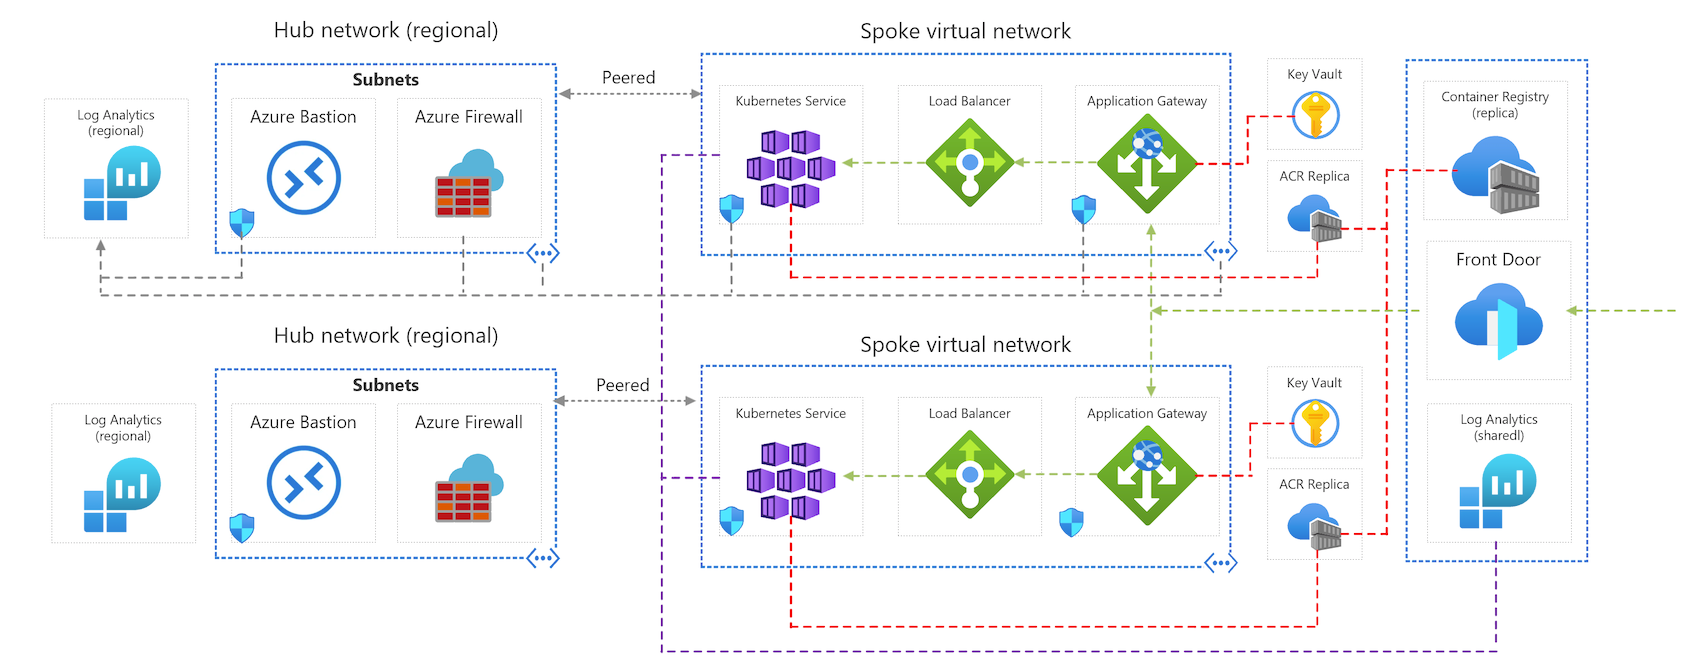 Hub network (regional)
Spoke virtual network
Subnets
Peered
Log Analytics
(regional)
Azure Bastion
Azure Firewall
Kubernetes Service
Load Balancer
Application Gateway
Key Vault
ACR Replica
Container Registry
(replica)
Front Door
Hub network (regional)
Spoke virtual network
Subnets
Peered
Log Analytics
(regional)
Azure Bastion
Azure Firewall
Kubernetes Service
Load Balancer
Application Gateway
Key Vault
ACR Replica
Log Analytics
(sharedl)